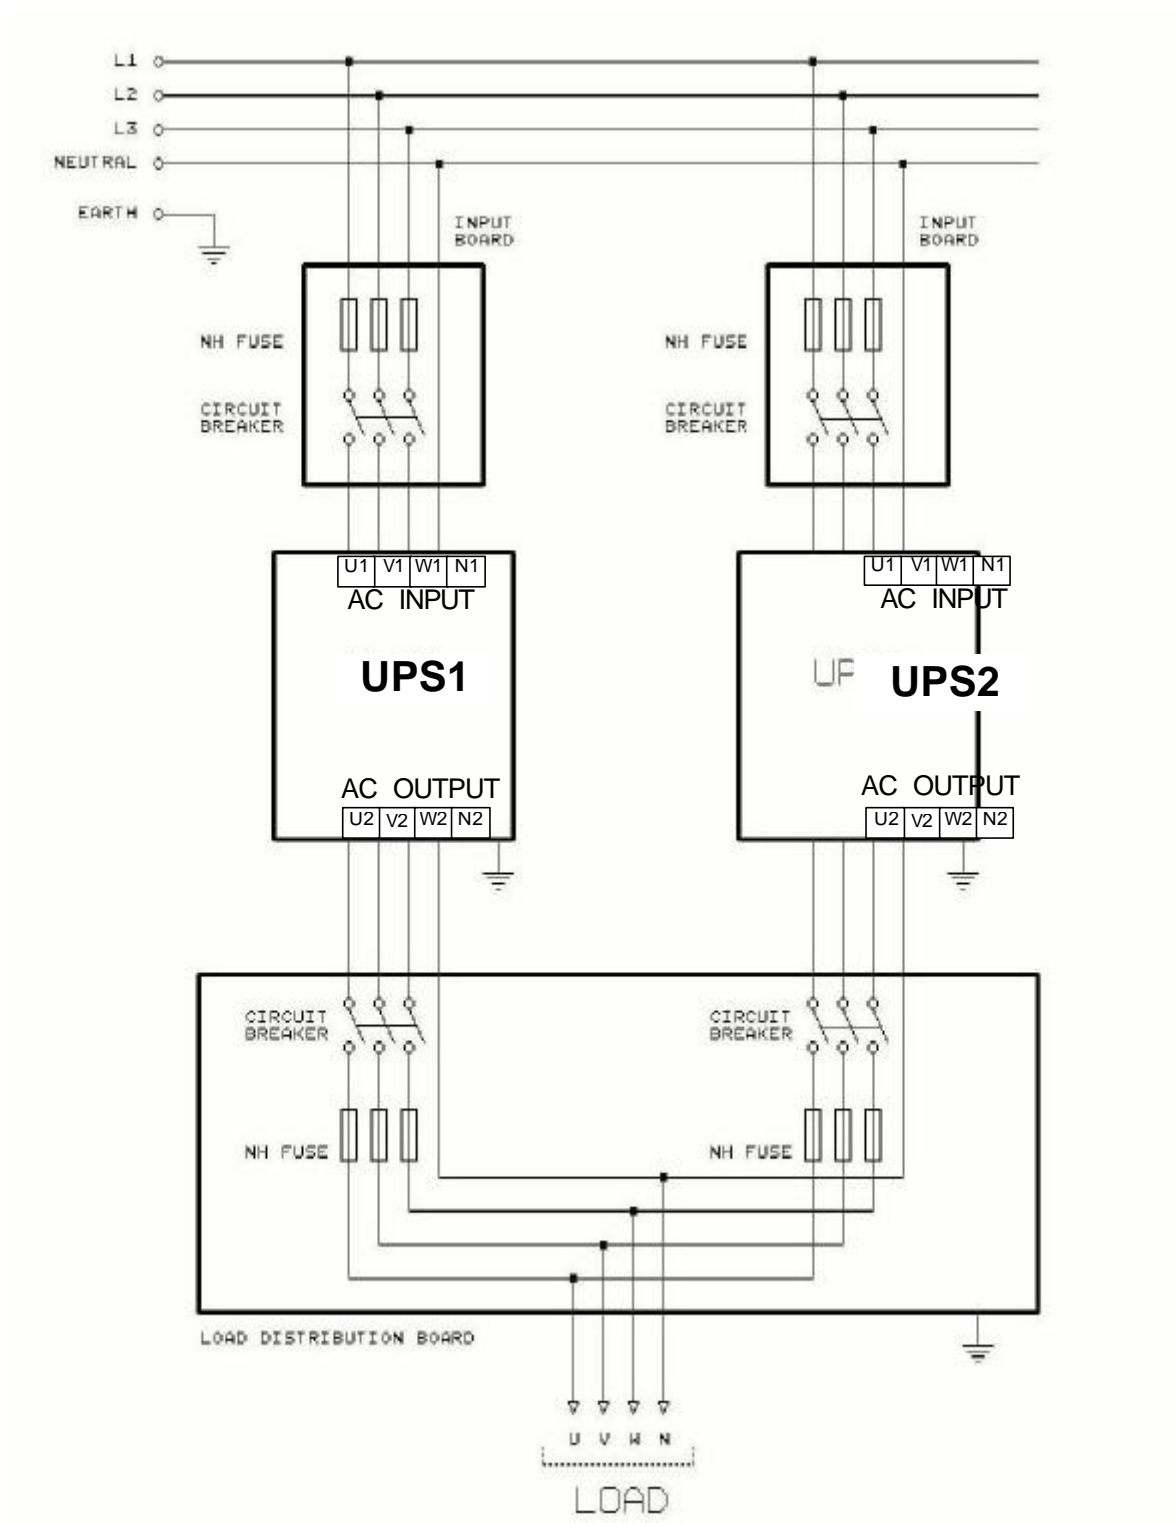 L1
L2
L3
NEUTRAL
EARTH
INPUT
BOARD
INPUT
BOARD
NH FUSE
NH FUSE
CIRCUIT
BREAKER
CIRCUIT
BREAKER
U1 V1 W1 N1
AC INPUT
U1 V1 W1 N1
AC INPUT
UPS1
UP
UPS2
AC OUTPUT
U2 V2 W2 N2
AC OUTPUT
U2 V2 W2 N2
CIRCUIT
BREAKER
CIRCUIT
BREAKER
NH FUSE
NH FUSE
LOAD DISTRIBUTION BOARD
U V W N
LOAD